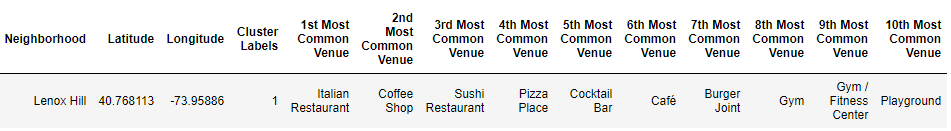 Neighborhood Latitude Longitude Cluster Labels 1st Most Common Venue 2nd Most Common Venue 3rd Most Common Venue 4th Most Common Venue 5th Most Common Venue 6th Most Common Venue 7th Most Common Venue 8th Most Common Venue 9th Most Common Venue 10th Most Common Venue
Lenox Hill 40.768113 -73.95886 1 Italian Restaurant Coffee Shop Sushi Restaurant Pizza Place Cocktail Bar Café Burger Joint Gym Gym / Fitness Center Playground